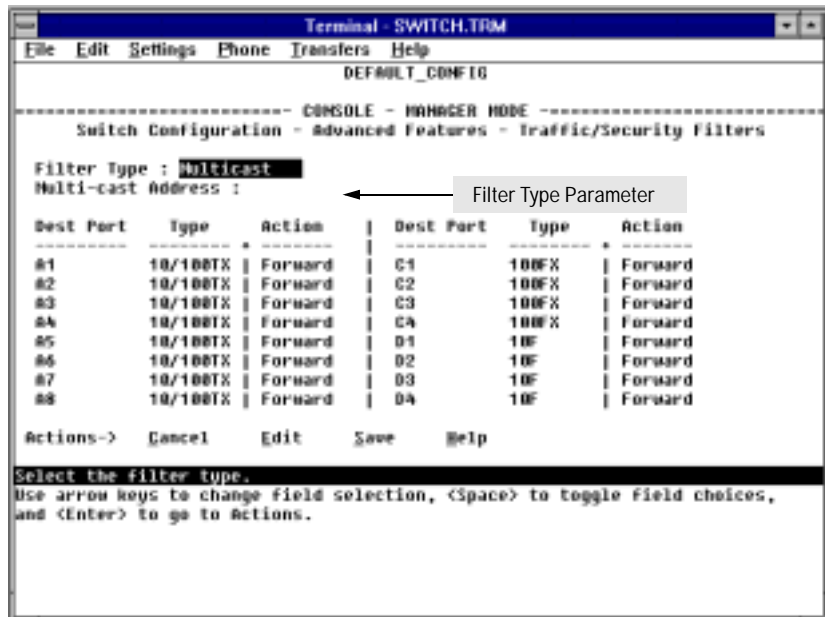 Terminal - SWITCH.TRM
File Edit Settings Phone Transfers Help
DEFAULT_CONFIG
---------------------------- CONSOLE - MANAGER MODE -----------------------------
Switch Configuration - Advanced Features - Traffic/Security Filters
Filter Type : Multicast
Multi-cast Address :
Filter Type Parameter
Dest Port Type Action | Dest Port Type Action
---------- -------- + ------- | ---------- -------- + -------
A1 10/100TX | Forward | C1 100FX | Forward
A2 10/100TX | Forward | C2 100FX | Forward
A3 10/100TX | Forward | C3 100FX | Forward
A4 10/100TX | Forward | C4 100FX | Forward
A5 10/100TX | Forward | D1 10F | Forward
A6 10/100TX | Forward | D2 10F | Forward
A7 10/100TX | Forward | D3 10F | Forward
A8 10/100TX | Forward | D4 10F | Forward
Actions-> Cancel Edit Save Help
Select the filter type.
Use arrow keys to change field selection, <Space> to toggle field choices,
and <Enter> to go to Actions.